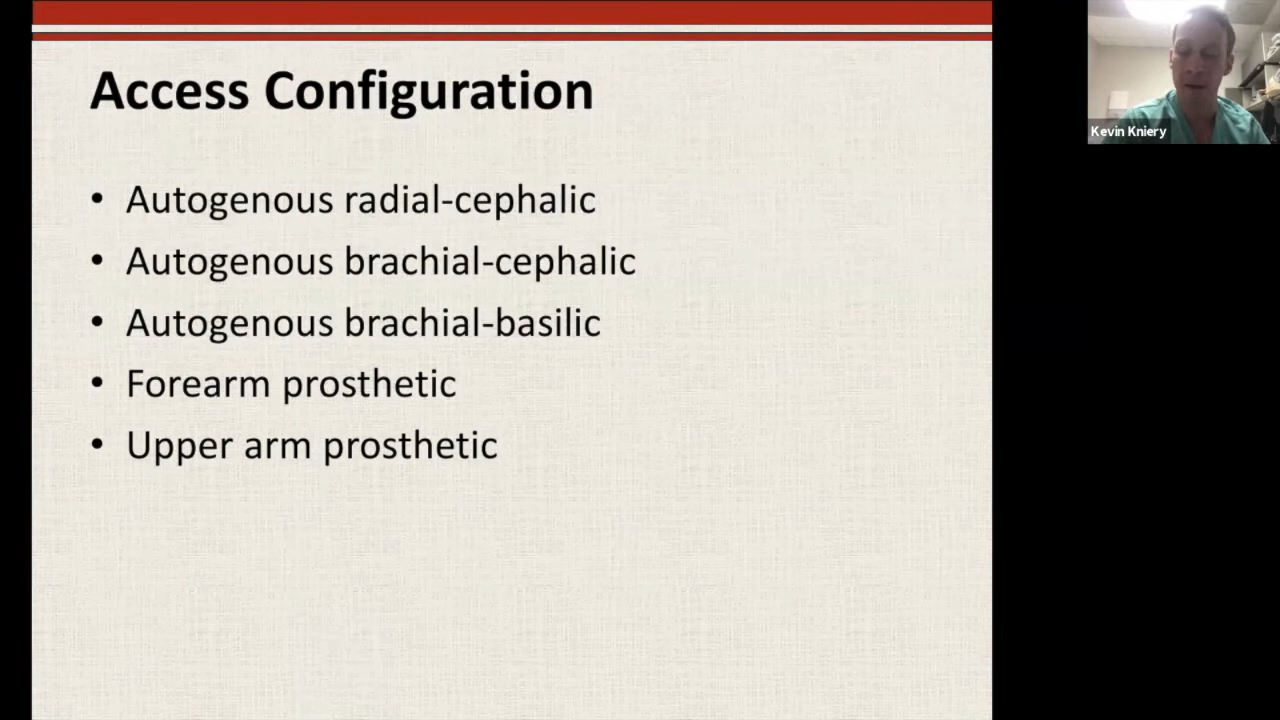 Access Configuration
• Autogenous radial-cephalic
• Autogenous brachial-cephalic
• Autogenous brachial-basilic
• Forearm prosthetic
• Upper arm prosthetic
Kevin Kniery